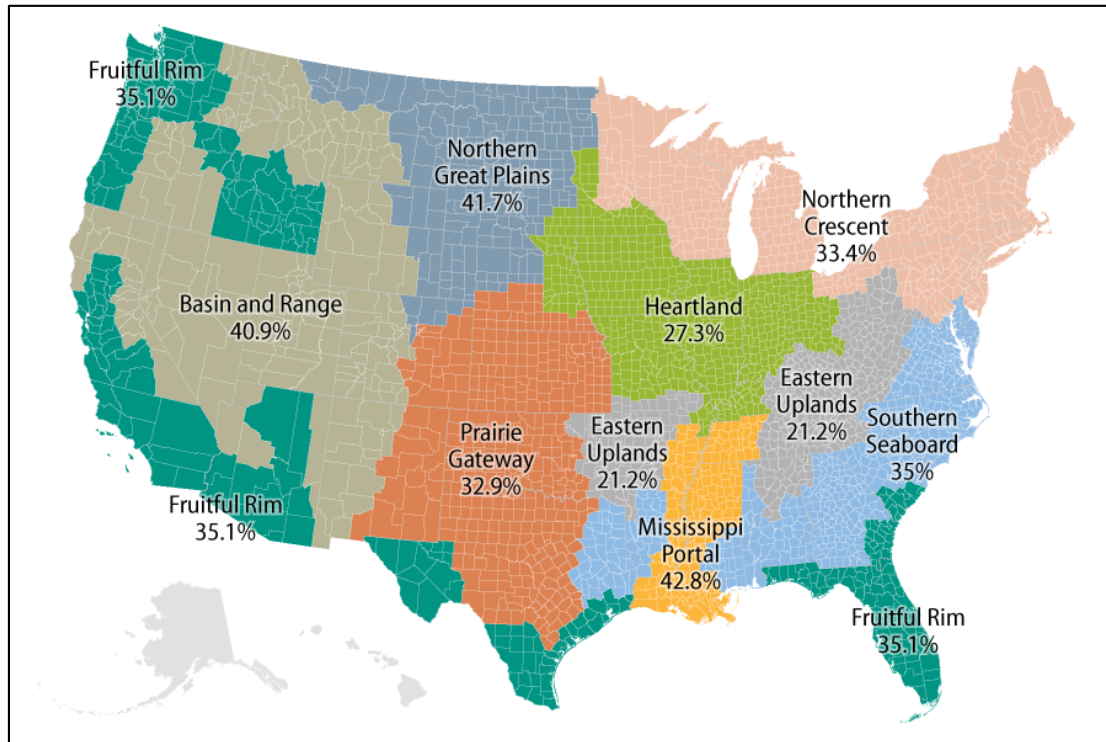 Fruitful Rim
35.1%
Northern
Great Plains
41.7%
Northern
Crescent
33.4%
Basin and Range
40.9%
Heartland
27.3%
Eastern
Uplands
21.2%
Southern
Seaboard
35%
Prairie
Gateway
32.9%
Eastern
Uplands
21.2%
Fruitful Rim
35.1%
Mississippi
Portal
42.8%
Fruitful Rim
35.1%